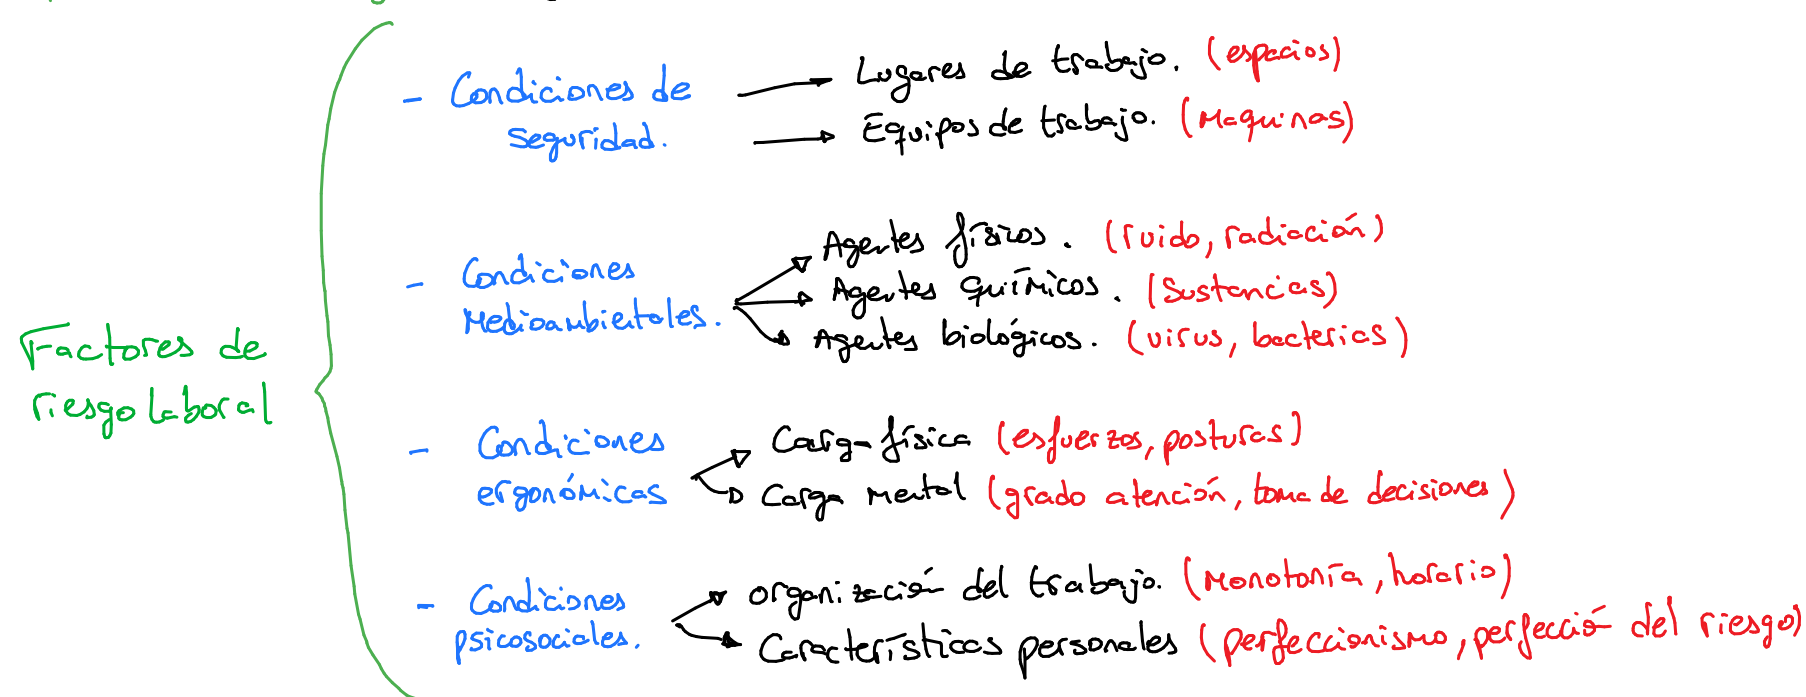 - Condiciones de → Lugares de trabajo. (espacios)
seguridad. → Equipos de trabajo. (Maquinas)
Agentes físicos. (ruido, radiación)
- Condiciones → Agentes químicos. (Sustancias)
Medioambientales. Agentes biológicos. (virus, bacterias)
Factores de
riesgo laboral
- Condiciones → Carga física (esfuerzos, posturas)
ergonómicas → Carga mental (grado atención, toma de decisiones)
- Condiciones → organización del trabajo. (Monotonía, horario)
psicosociales. → Características personales (perfeccionismo, perfección del riesgo)